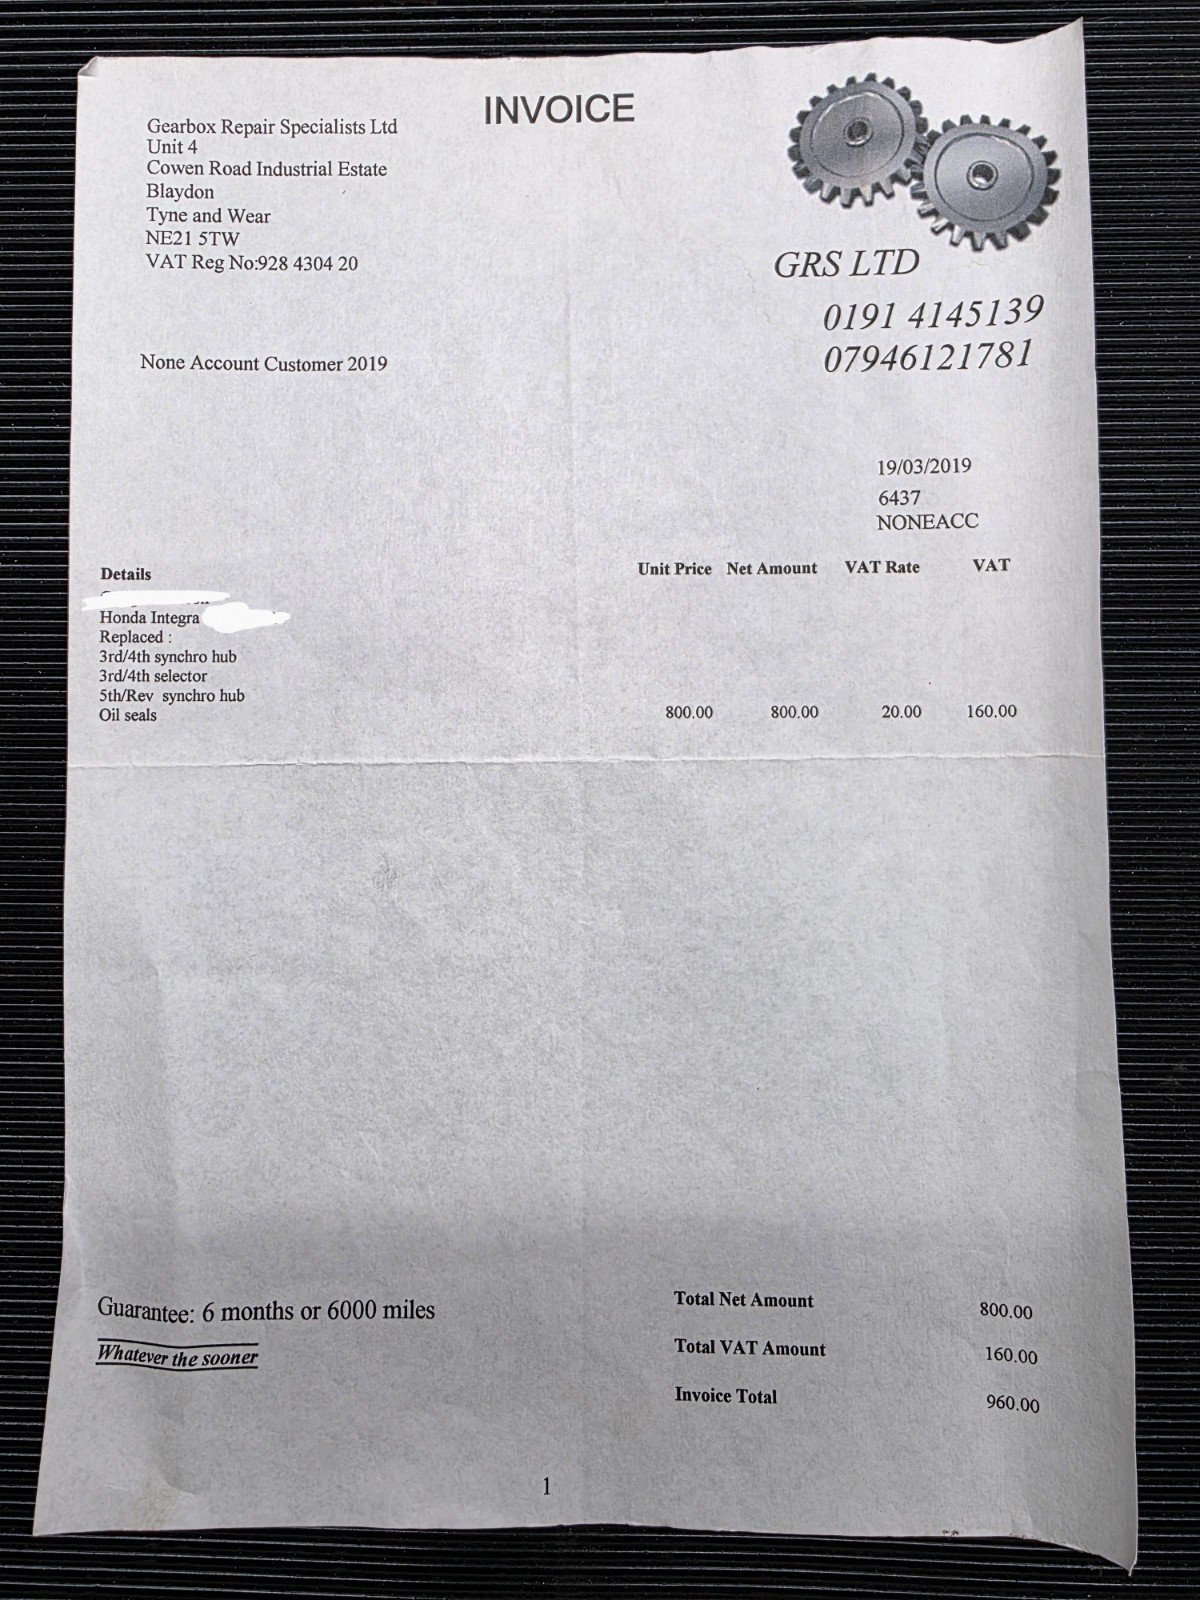 INVOICE
Gearbox Repair Specialists Ltd
Unit 4
Cowen Road Industrial Estate
Blaydon
Tyne and Wear
NE21 5TW
VAT Reg No:928 4304 20
GRS LTD
0191 4145139
07946121781
None Account Customer 2019
19/03/2019
6437
NONEACC
Details Unit Price Net Amount VAT Rate VAT
Honda Integra
Replaced :
3rd/4th synchro hub
3rd/4th selector
5th/Rev synchro hub
Oil seals 800.00 800.00 20.00 160.00
Guarantee: 6 months or 6000 miles
Whatever the sooner
Total Net Amount 800.00
Total VAT Amount 160.00
Invoice Total 960.00
1